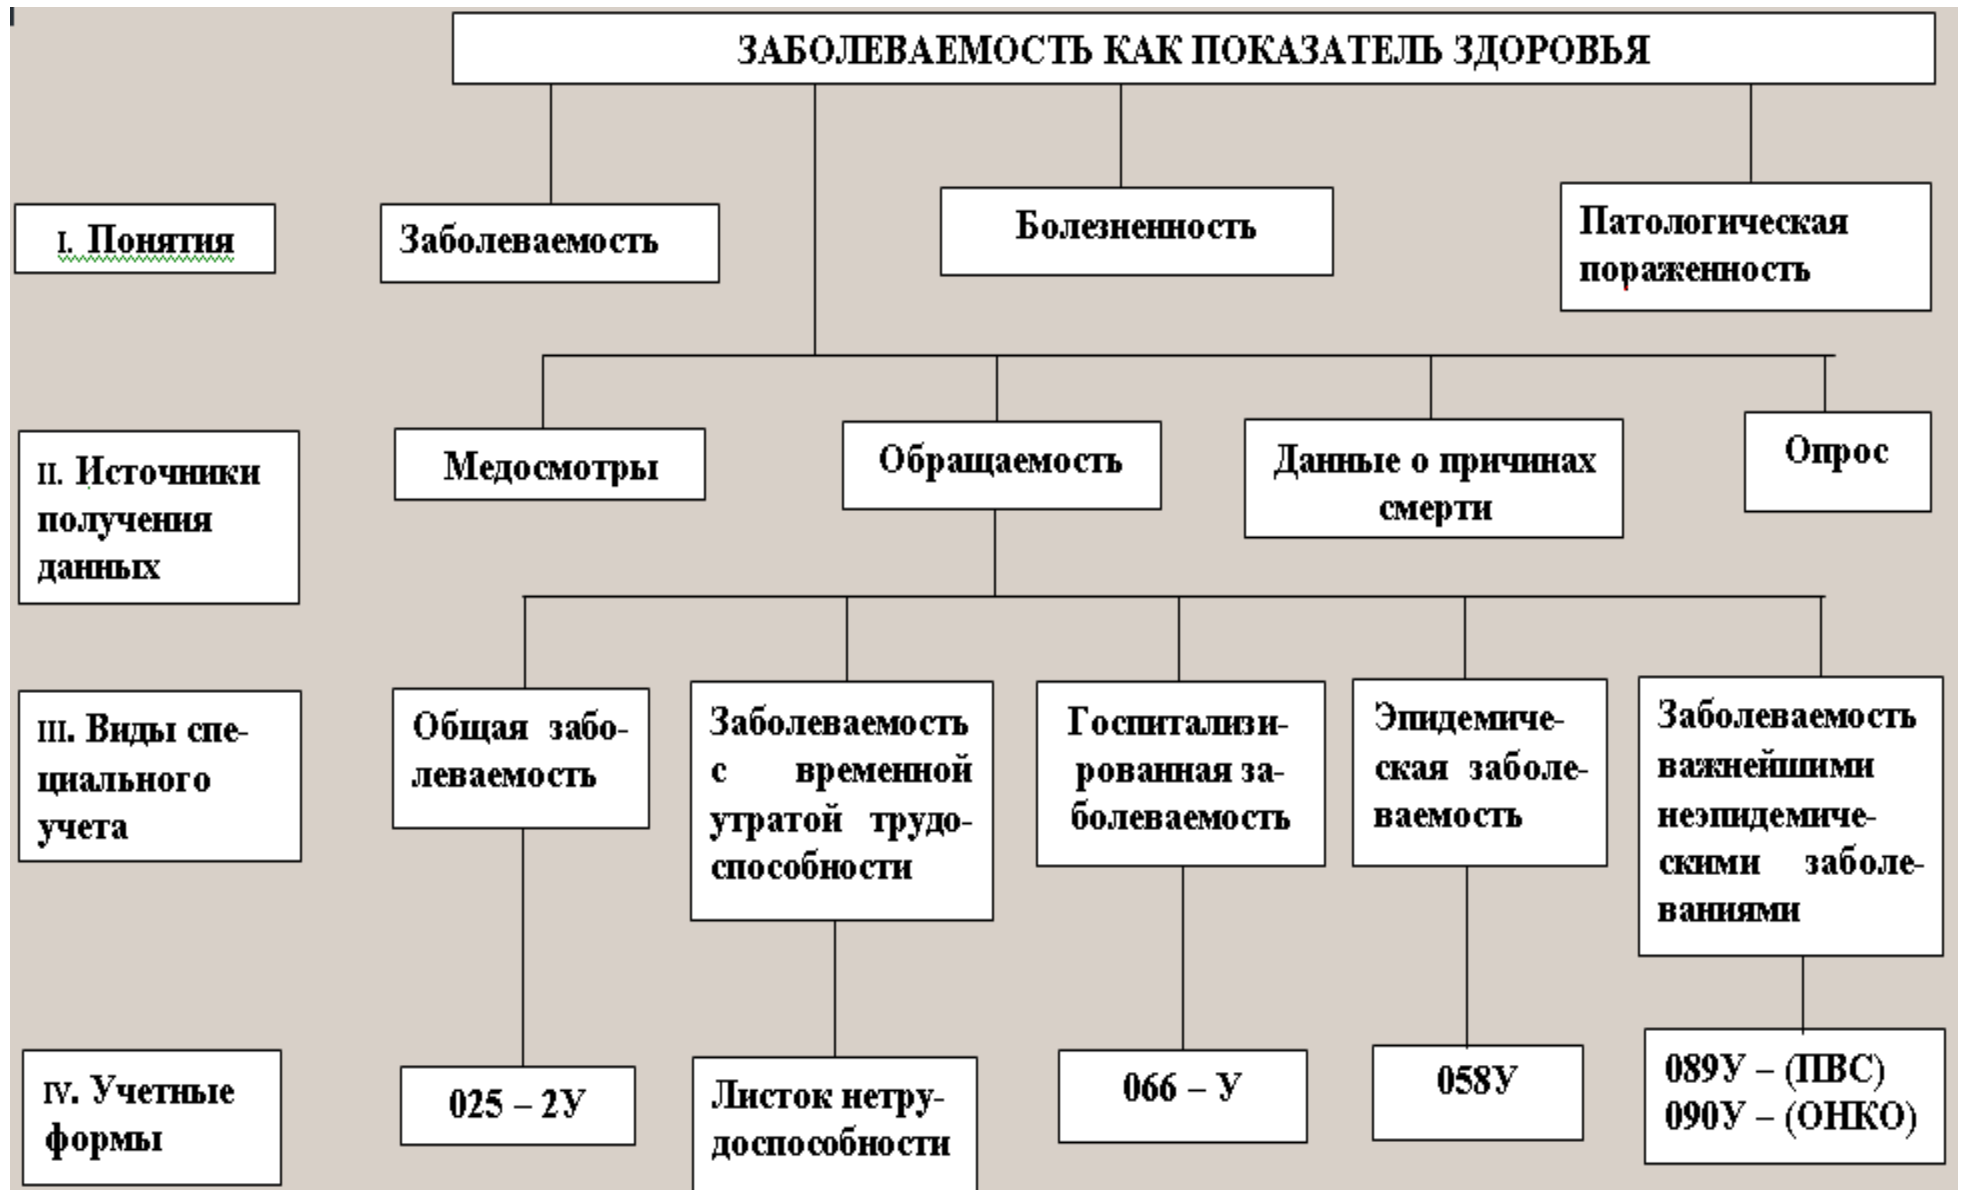 ЗАБОЛЕВАЕМОСТЬ КАК ПОКАЗАТЕЛЬ ЗДОРОВЬЯ
I. Понятия
Заболеваемость
Болезненность
Патологическая
пораженность
II. Источники
получения
данных
Медосмотры
Обращаемость
Данные о причинах
смерти
Опрос
III. Виды спе-
циального
учета
Общая забо-
леваемость
Заболеваемость
с временной
утратой трудо-
способности
Госпитализи-
рованная за-
болеваемость
Эпидемиче-
ская заболе-
ваемость
Заболеваемость
важнейшими
неэпидемиче-
скими заболе-
ваниями
IV. Учетные
формы
025 – 2У
Листок нетру-
доспособности
066 – У
058У
089У – (ПВС)
090У – (ОНКО)